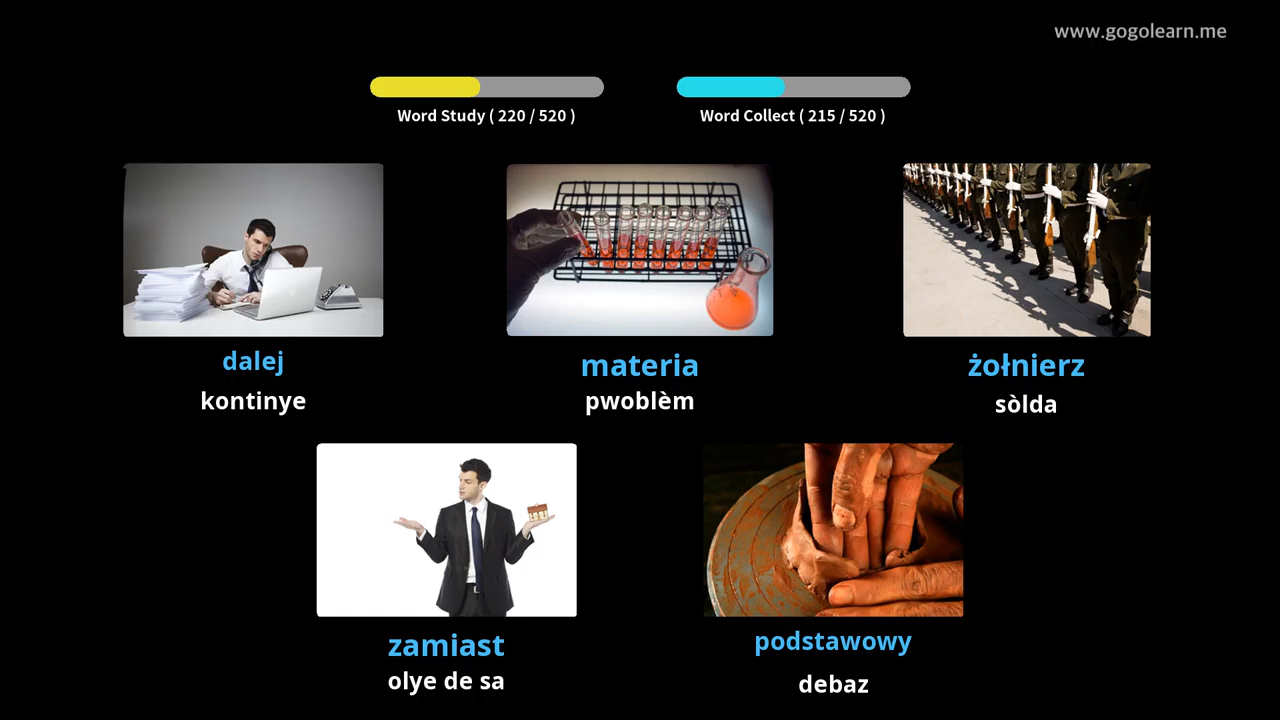 www.gogolearn.me
Word Study ( 220 / 520 )
Word Collect ( 215 / 520 )
dalej
kontinye
materia
pwoblèm
żołnierz
sòlda
zamiast
olye de sa
podstawowy
debaz